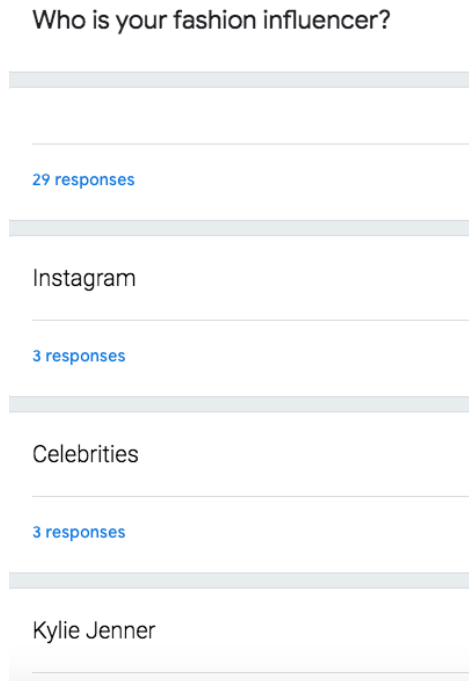 Who is your fashion influencer?
29 responses
Instagram
3 responses
Celebrities
3 responses
Kylie Jenner